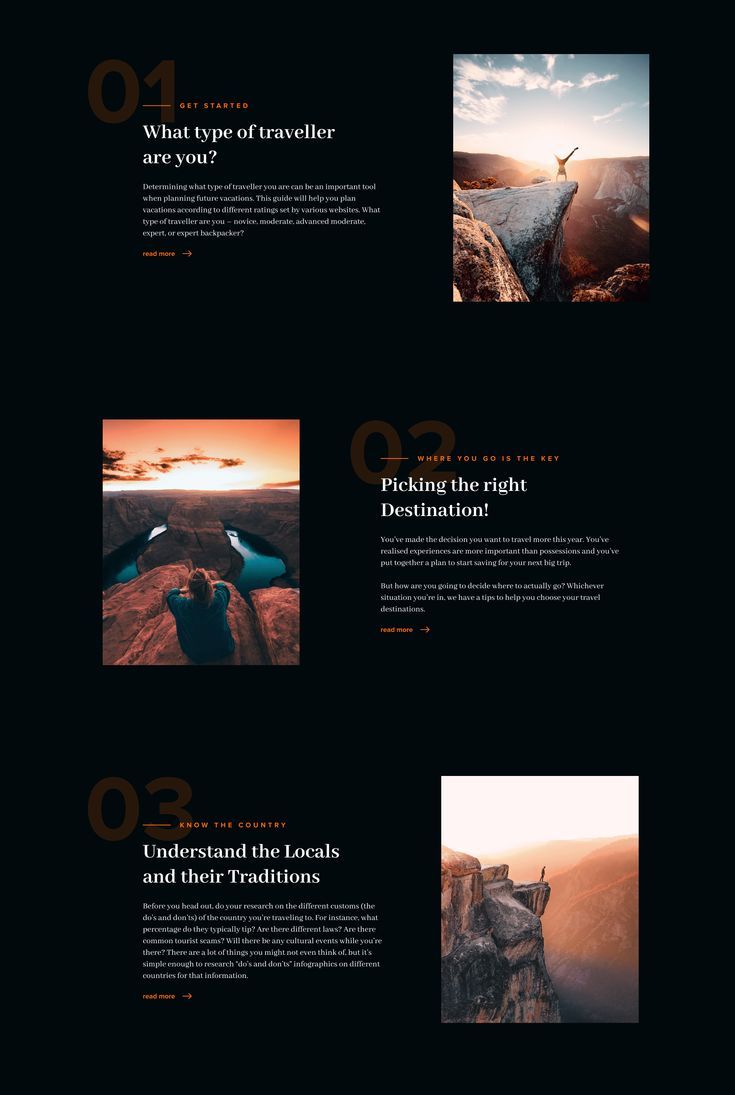 01
GET STARTED
What type of traveller
are you?
Determining what type of traveller you are can be an important tool
when planning future vacations. This guide will help you plan
vacations according to different ratings set by various websites. What
type of traveller are you – novice, moderate, advanced moderate,
expert, or expert backpacker?
read more
02
WHERE YOU GO IS THE KEY
Picking the right
Destination!
You've made the decision you want to travel more this year. You've
realised experiences are more important than possessions and you've
put together a plan to start saving for your next big trip.
But how are you going to decide where to actually go? Whichever
situation you're in, we have a tips to help you choose your travel
destinations.
read more
03
KNOW THE COUNTRY
Understand the Locals
and their Traditions
Before you head out, do your research on the different customs (the
do's and don'ts) of the country you're traveling to. For instance, what
percentage do they typically tip? Are there different laws? Are there
common tourist scams? Will there be any cultural events while you're
there? There are a lot of things you might not even think of, but it's
simple enough to research "do's and don'ts" infographics on different
countries for that information.
read more